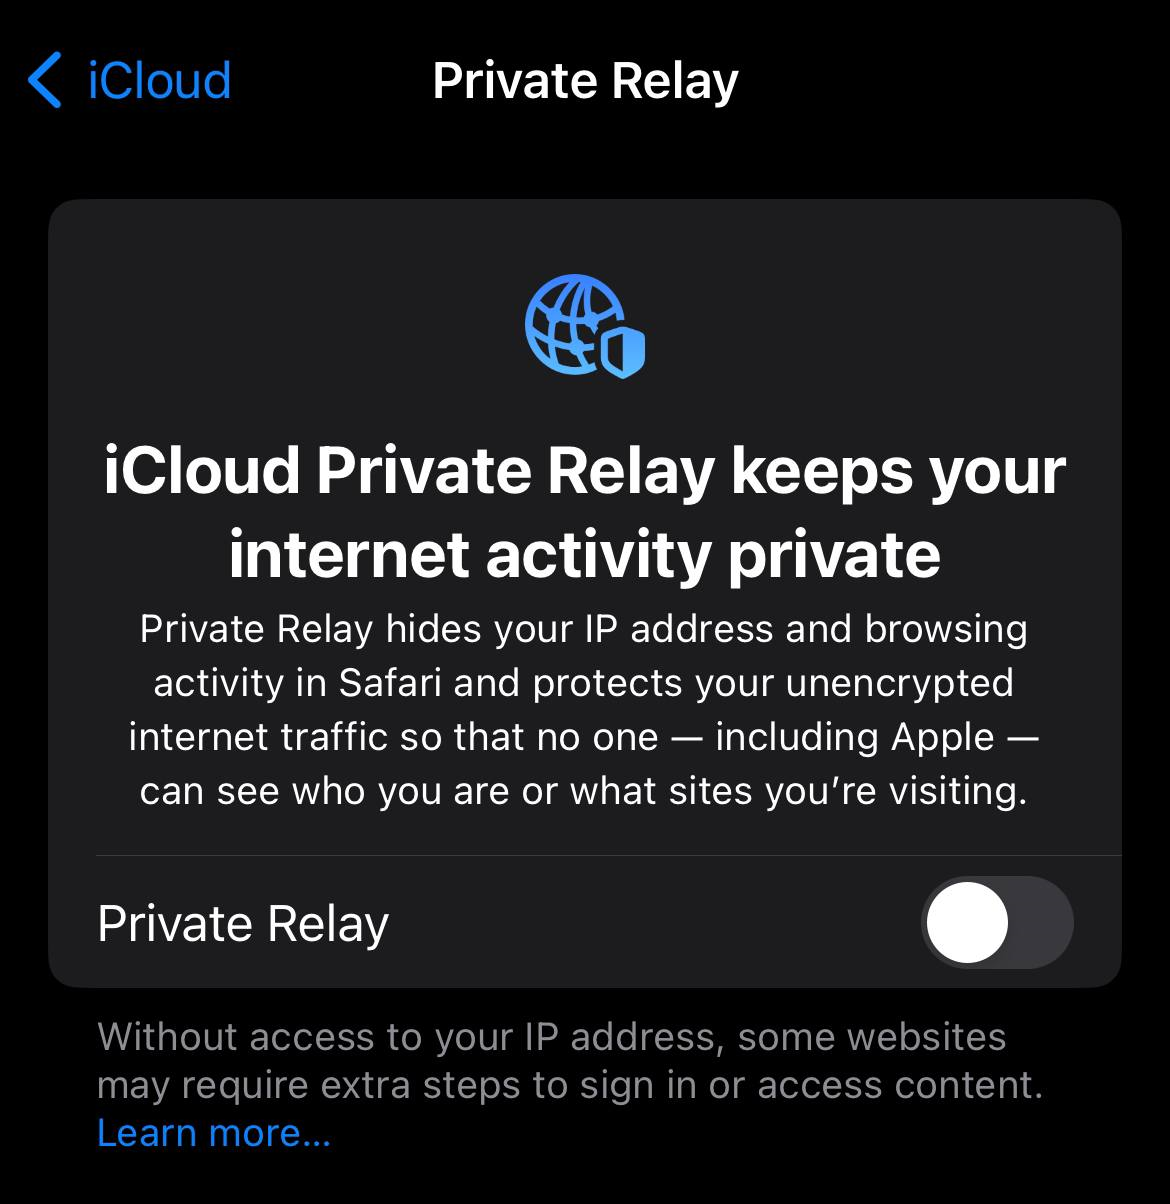 iCloud
Private Relay
iCloud Private Relay keeps your
internet activity private
Private Relay hides your IP address and browsing
activity in Safari and protects your unencrypted
internet traffic so that no one — including Apple —
can see who you are or what sites you’re visiting.
Private Relay
Without access to your IP address, some websites
may require extra steps to sign in or access content.
Learn more...